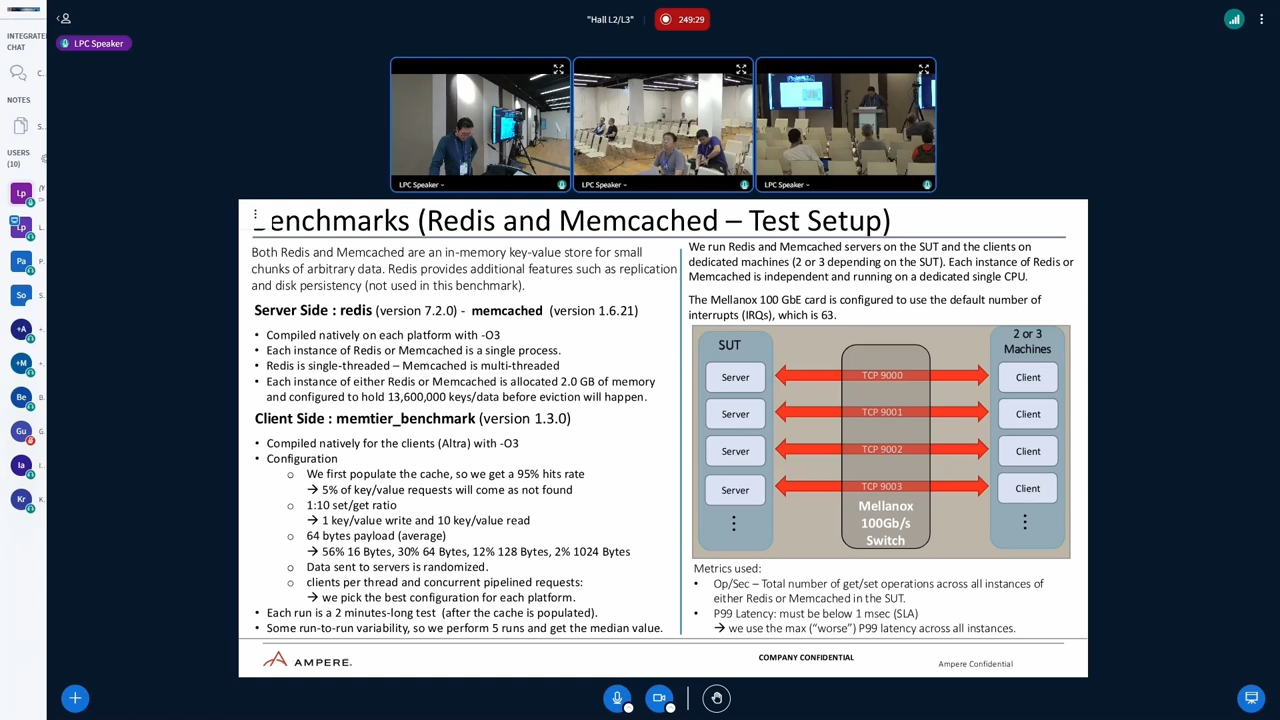 "Hall L2/L3"
249:29
INTEGRATE
CHAT
C.
NOTES
S..
USERS
(10)
LPC Speaker
LPC Speaker
LPC Speaker
LPC Speaker
Lp
Lp
L.
Pa
P.
So
S.
+A
+.
+M
+.
Be
B.
Gu
G.
Ia
I..
Kr
K.
enchmarks (Redis and Memcached – Test Setup)
Both Redis and Memcached are an in-memory key-value store for small
chunks of arbitrary data. Redis provides additional features such as replication
and disk persistency (not used in this benchmark).
Server Side : redis (version 7.2.0) - memcached (version 1.6.21)
• Compiled natively on each platform with -O3
• Each instance of Redis or Memcached is a single process.
• Redis is single-threaded – Memcached is multi-threaded
• Each instance of either Redis or Memcached is allocated 2.0 GB of memory
and configured to hold 13,600,000 keys/data before eviction will happen.
Client Side : memtier_benchmark (version 1.3.0)
• Compiled natively for the clients (Altra) with -O3
• Configuration
o We first populate the cache, so we get a 95% hits rate
→ 5% of key/value requests will come as not found
o 1:10 set/get ratio
→ 1 key/value write and 10 key/value read
o 64 bytes payload (average)
→ 56% 16 Bytes, 30% 64 Bytes, 12% 128 Bytes, 2% 1024 Bytes
o Data sent to servers is randomized.
o clients per thread and concurrent pipelined requests:
→ we pick the best configuration for each platform.
• Each run is a 2 minutes-long test (after the cache is populated).
• Some run-to-run variability, so we perform 5 runs and get the median value.
We run Redis and Memcached servers on the SUT and the clients on
dedicated machines (2 or 3 depending on the SUT). Each instance of Redis or
Memcached is independent and running on a dedicated single CPU.
The Mellanox 100 GbE card is configured to use the default number of
interrupts (IRQs), which is 63.
SUT
2 or 3
Machines
Server
TCP 9000
Client
Server
TCP 9001
Client
Server
TCP 9002
Client
Server
TCP 9003
Client
Mellanox
100Gb/s
Switch
Metrics used:
• Op/Sec – Total number of get/set operations across all instances of
either Redis or Memcached in the SUT.
• P99 Latency: must be below 1 msec (SLA)
→ we use the max (“worse”) P99 latency across all instances.
AMPERE.
COMPANY CONFIDENTIAL
Ampere Confidential